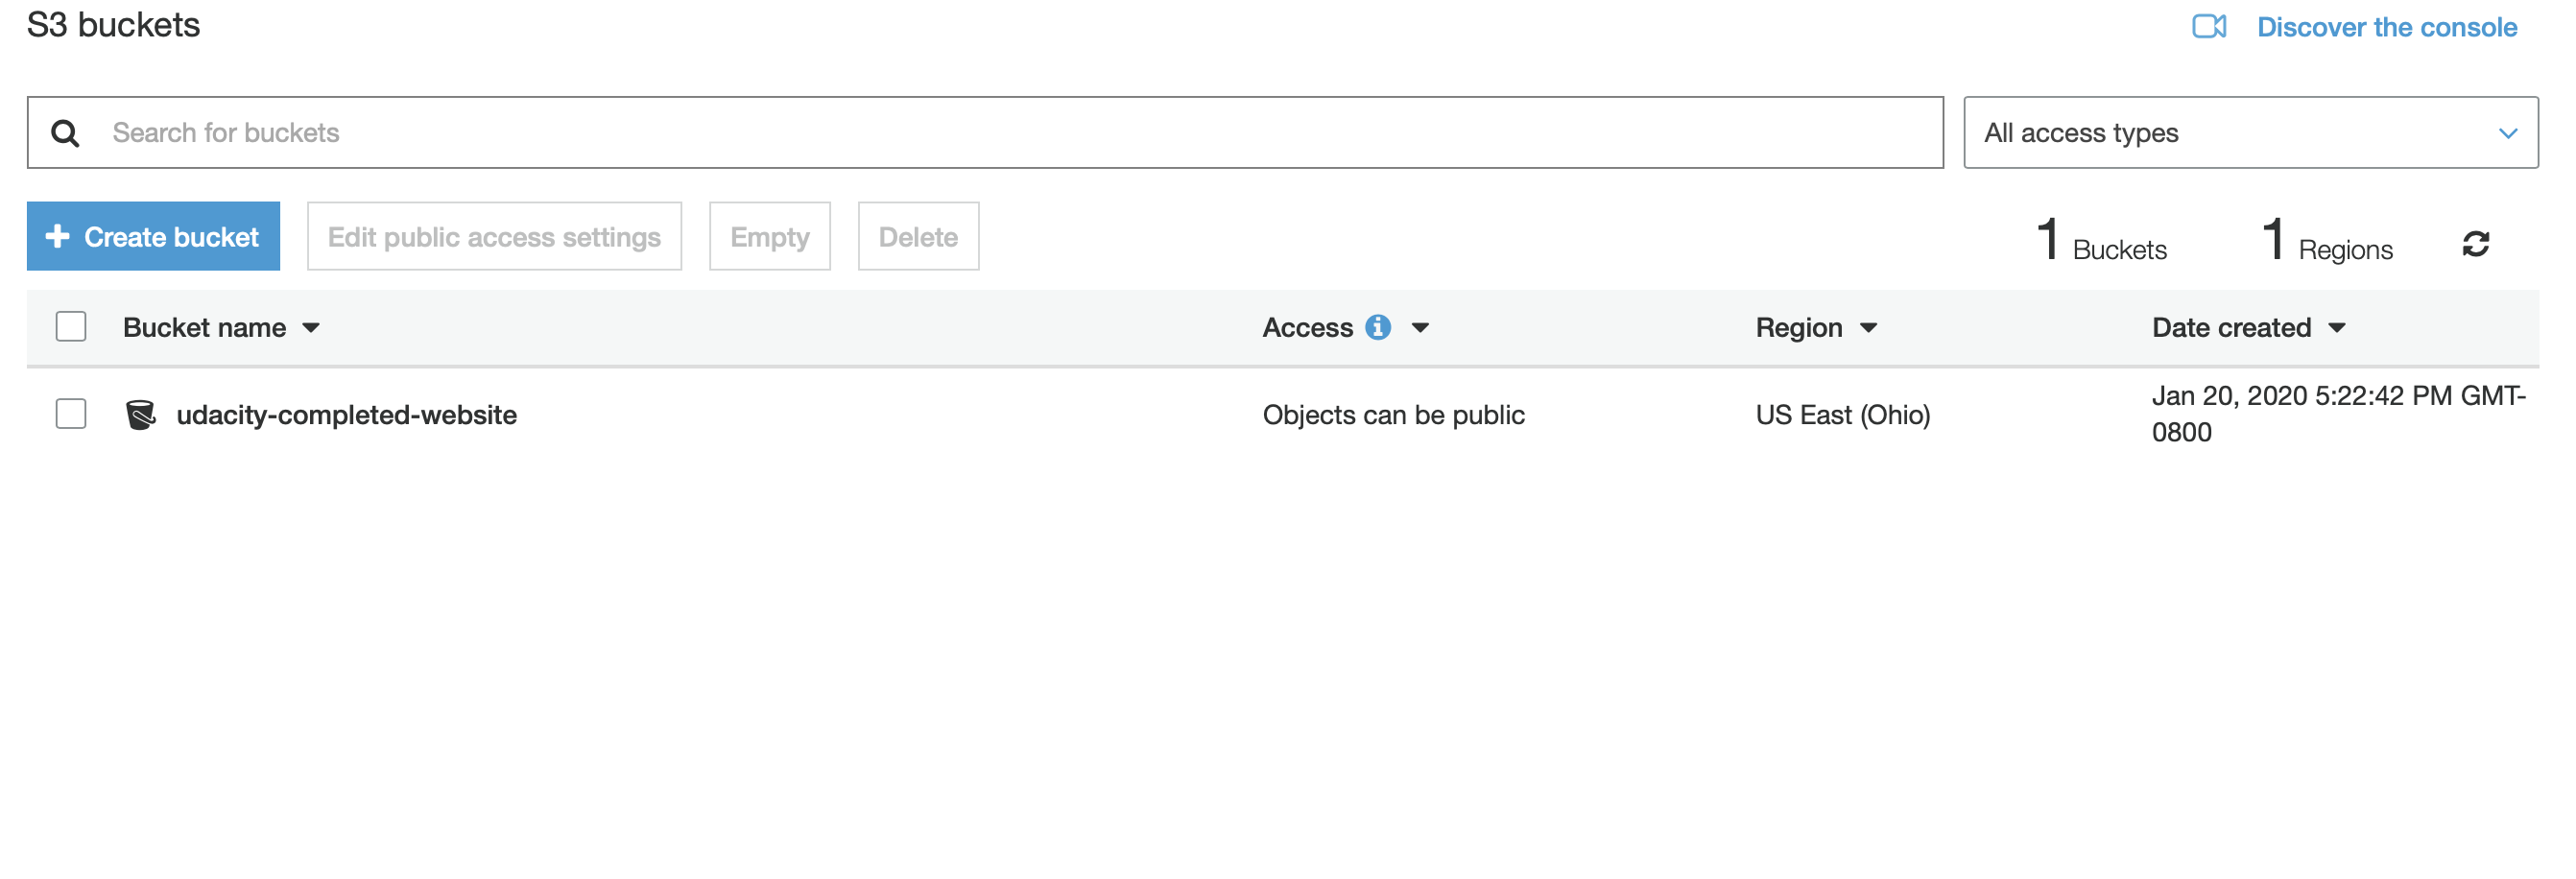 S3 buckets
Discover the console
Search for buckets
All access types
Create bucket
Edit public access settings
Empty
Delete
1 Buckets
1 Regions
Bucket name
Access
Region
Date created
udacity-completed-website
Objects can be public
US East (Ohio)
Jan 20, 2020 5:22:42 PM GMT-
0800